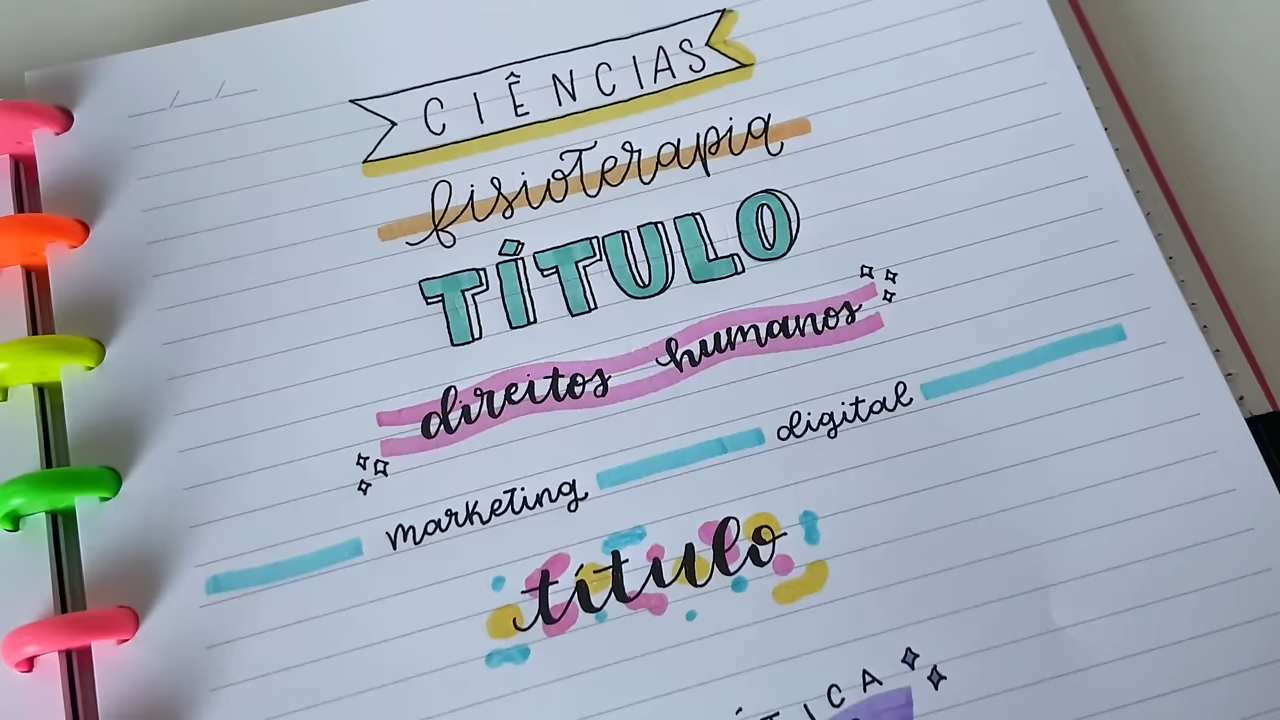 CIÊNCIAS
fisioterapia
TÍTULO
direitos humanos
marketing digital
título